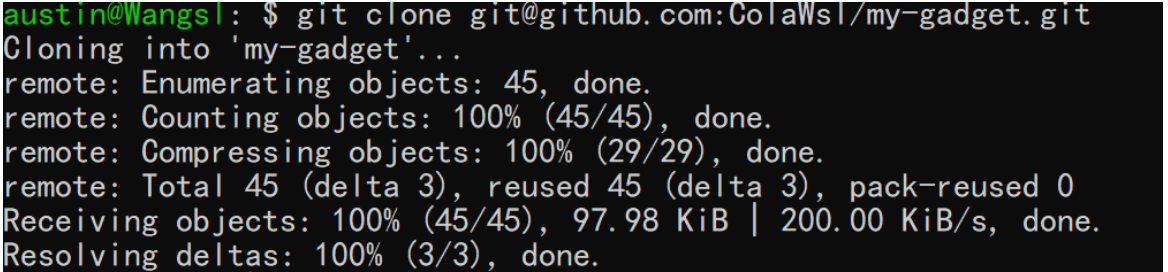 austin@Wangsl: $ git clone git@github.com:ColaWsl/my-gadget.git
Cloning into 'my-gadget'...
remote: Enumerating objects: 45, done.
remote: Counting objects: 100% (45/45), done.
remote: Compressing objects: 100% (29/29), done.
remote: Total 45 (delta 3), reused 45 (delta 3), pack-reused 0
Receiving objects: 100% (45/45), 97.98 KiB | 200.00 KiB/s, done.
Resolving deltas: 100% (3/3), done.